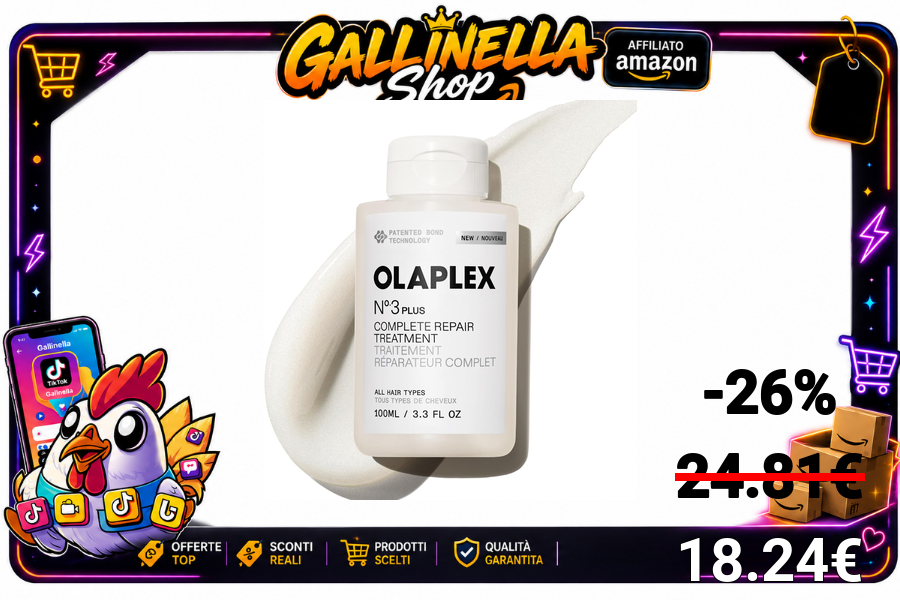 GALLINELLA
Shop
AFFILIATO
amazon
PATENTED BOND
TECHNOLOGY
NEW / NOUVEAU
OLAPLEX
Nº.3 PLUS
COMPLETE REPAIR
TREATMENT
TRAITEMENT
RÉPARATEUR COMPLET
ALL HAIR TYPES
TOUS TYPES DE CHEVEUX
100ML / 3.3 FL OZ
Gallinella
TikTok
Gallinella
-26%
24.81€
18.24€
OFFERTE
TOP
SCONTI
REALI
PRODOTTI
SCELTI
QUALITÀ
GARANTITA